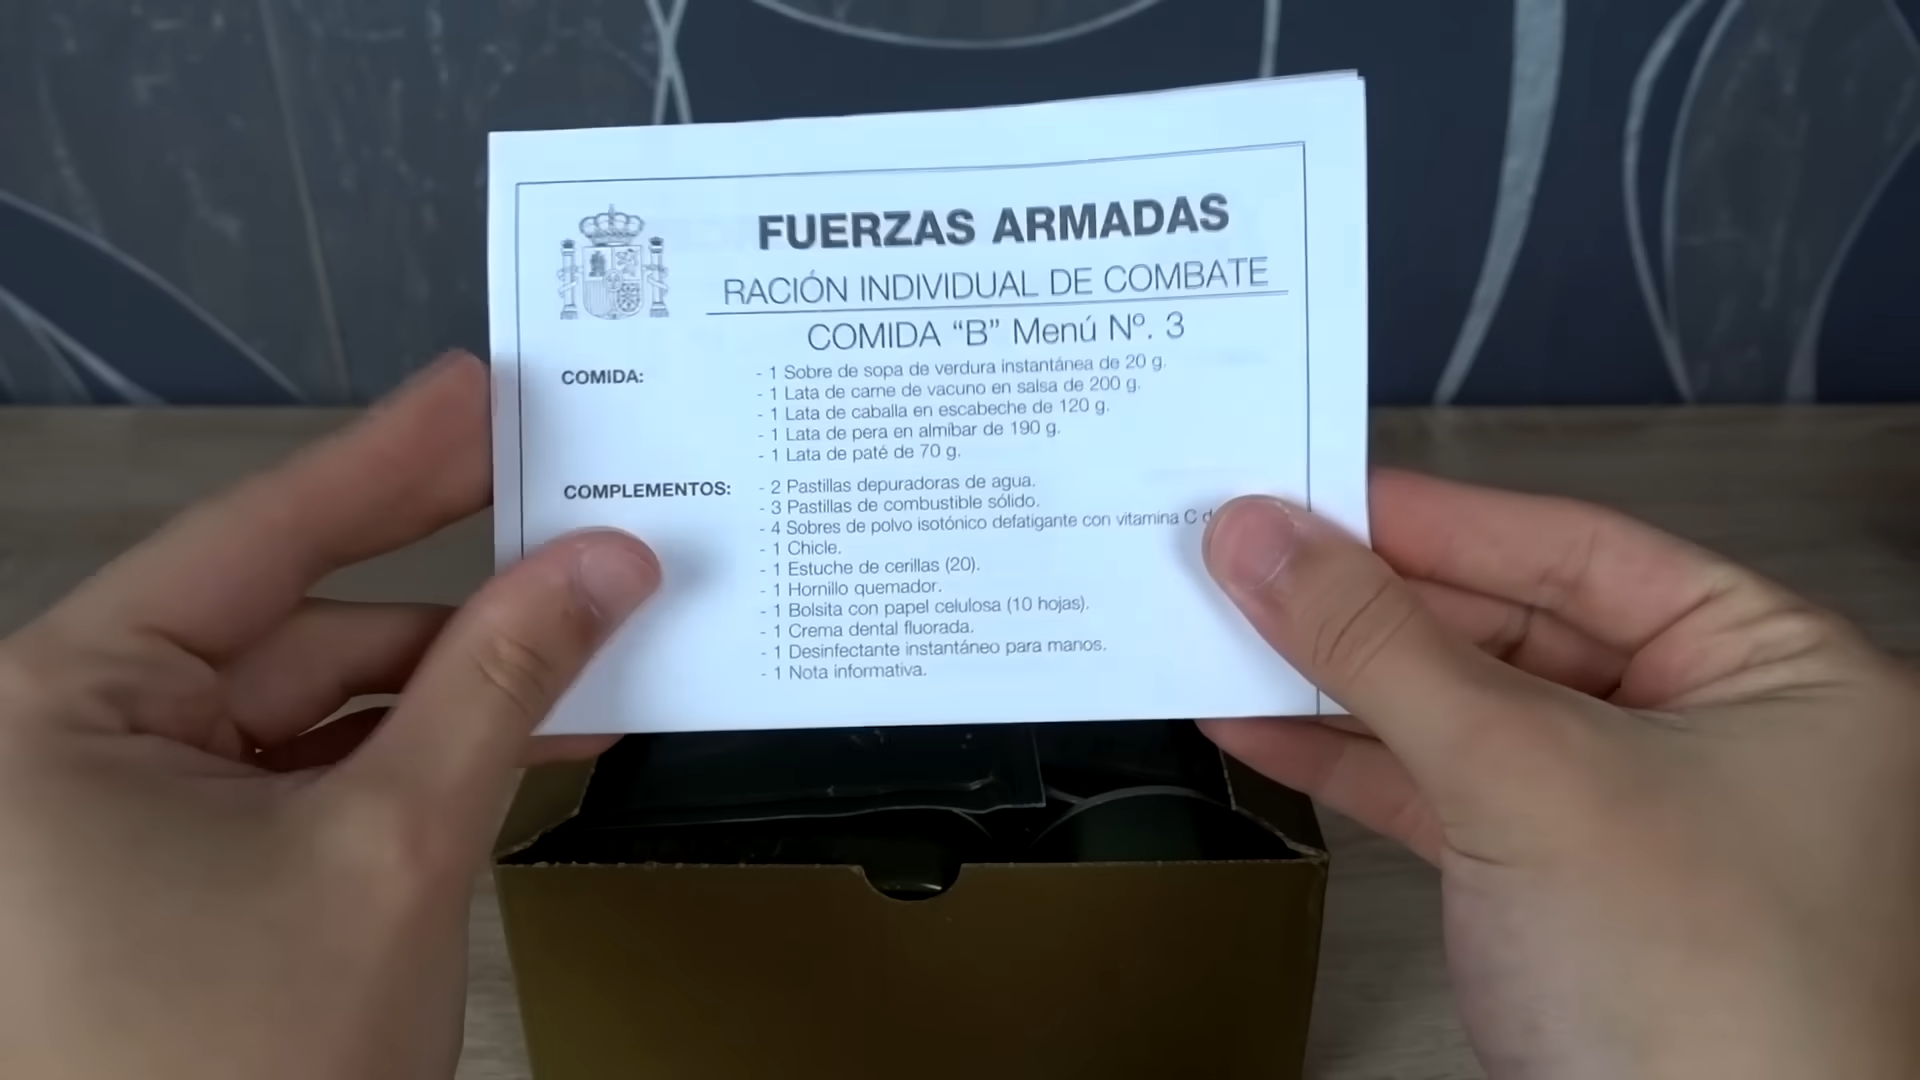 FUERZAS ARMADAS
RACIÓN INDIVIDUAL DE COMBATE
COMIDA “B” Menú Nº. 3
COMIDA:
- 1 Sobre de sopa de verdura instantánea de 20 g.
- 1 Lata de carne de vacuno en salsa de 200 g.
- 1 Lata de caballa en escabeche de 120 g.
- 1 Lata de pera en almíbar de 190 g.
- 1 Lata de paté de 70 g.
COMPLEMENTOS:
- 2 Pastillas depuradoras de agua.
- 3 Pastillas de combustible sólido.
- 4 Sobres de polvo isotónico defatigante con vitamina C
- 1 Chicle.
- 1 Estuche de cerillas (20).
- 1 Hornillo quemador.
- 1 Bolsita con papel celulosa (10 hojas).
- 1 Crema dental fluorada.
- 1 Desinfectante instantáneo para manos.
- 1 Nota informativa.